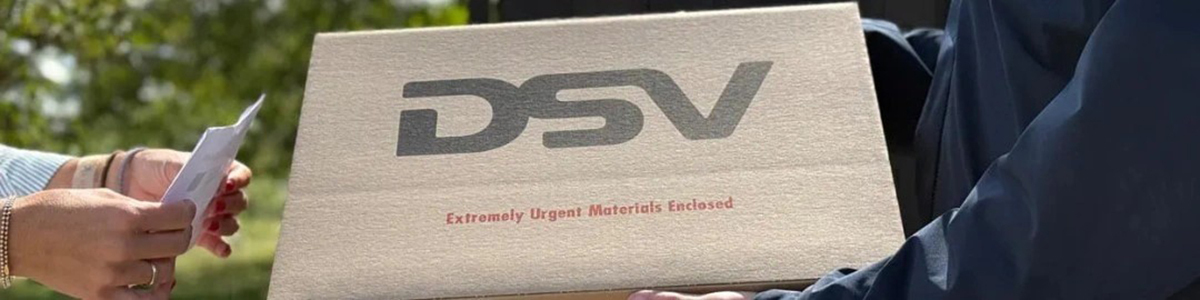 DSV
Extremely Urgent Materials Enclosed